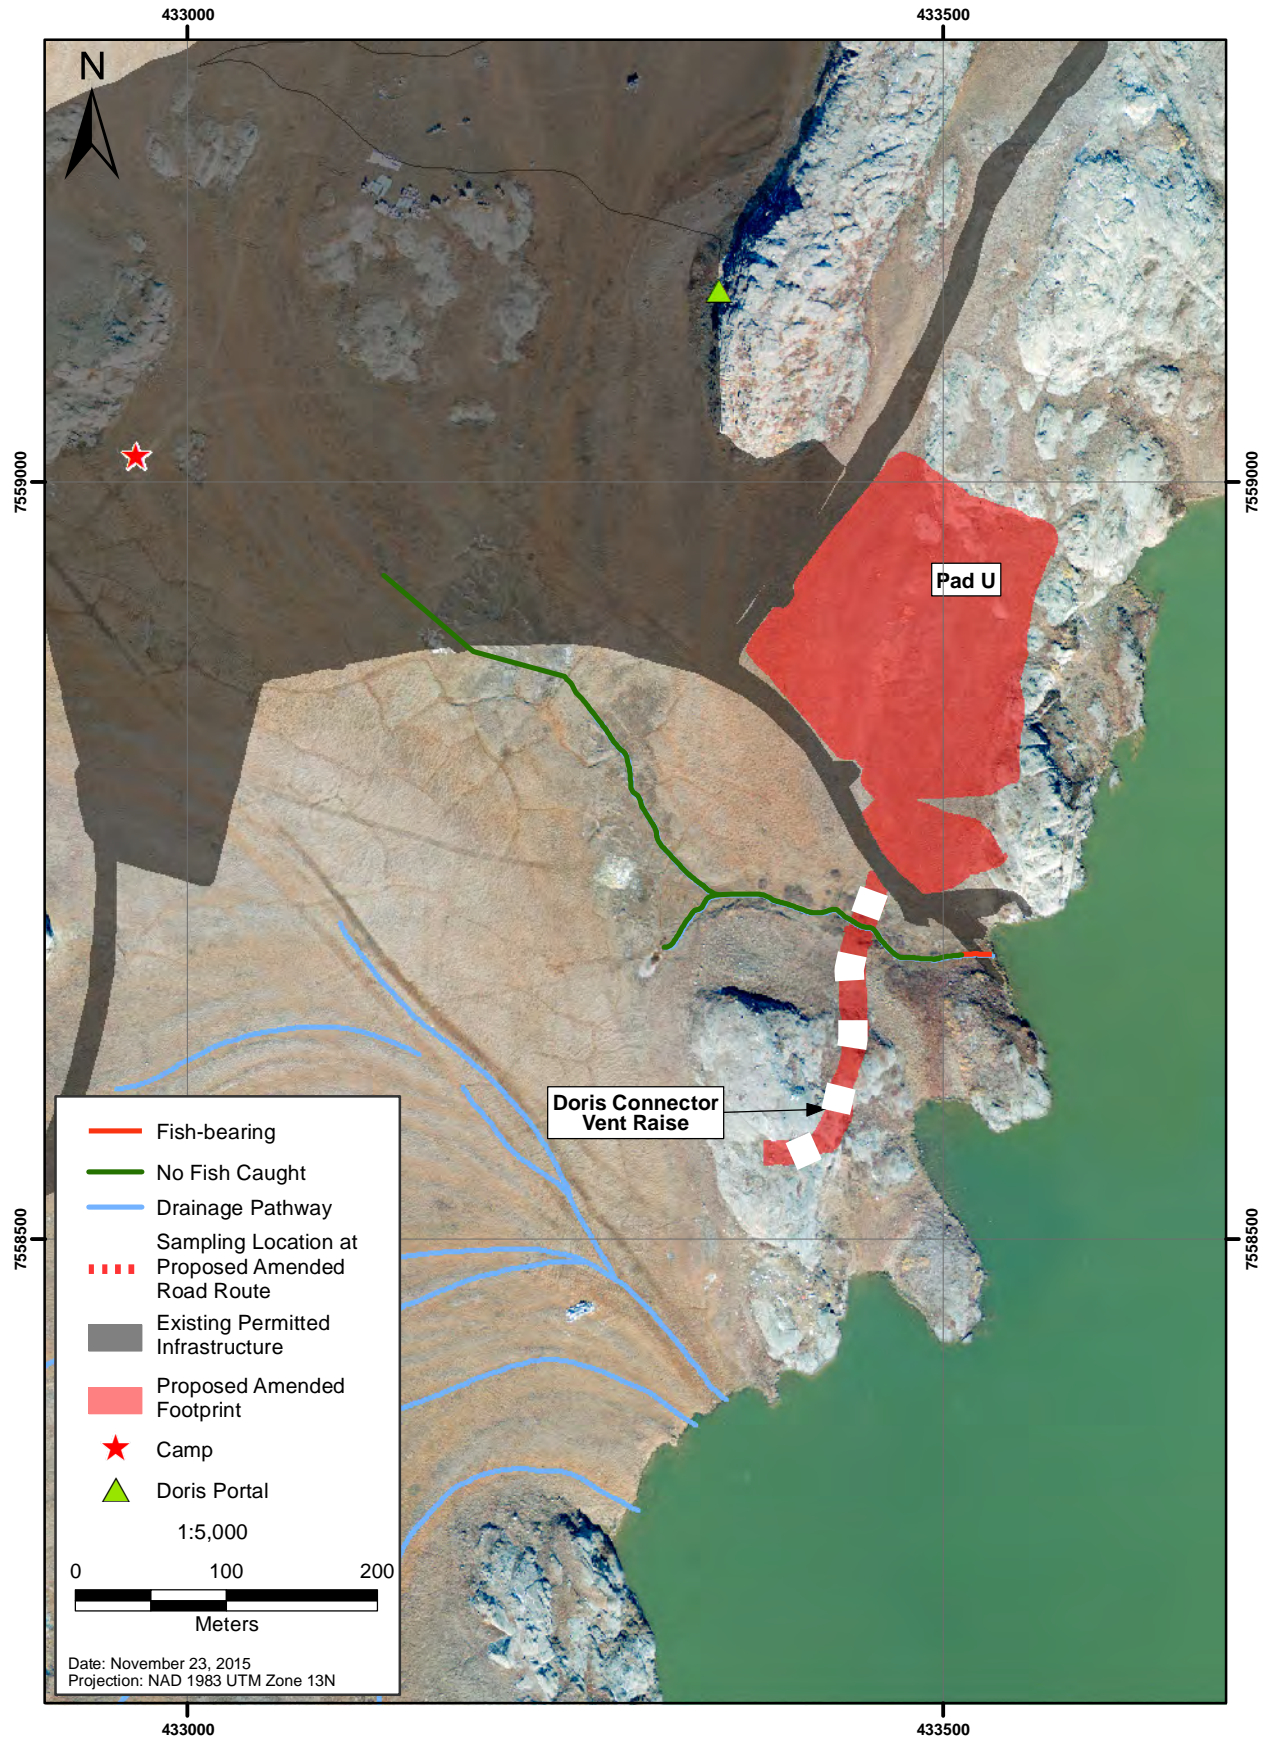 433000
433500
N
7559000
7559000
Pad U
Doris Connector
Vent Raise
7558500
7558500
Fish-bearing
No Fish Caught
Drainage Pathway
Sampling Location at
Proposed Amended
Road Route
Existing Permitted
Infrastructure
Proposed Amended
Footprint
Camp
Doris Portal
1:5,000
0 100 200
Meters
Date: November 23, 2015
Projection: NAD 1983 UTM Zone 13N
433000
433500